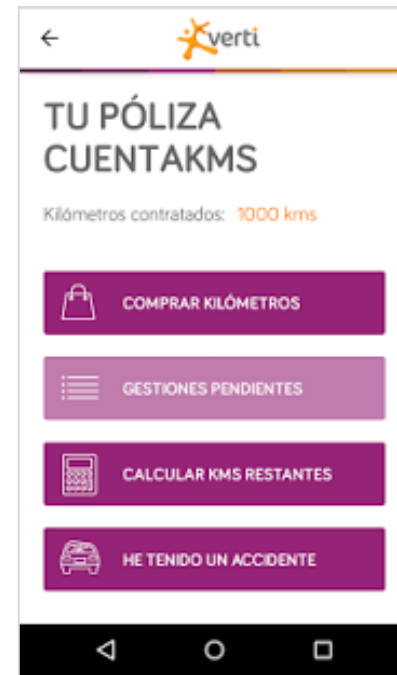 verti
TU PÓLIZA
CUENTAKMS
Kilómetros contratados: 1000 kms
COMPRAR KILÓMETROS
GESTIONES PENDIENTES
CALCULAR KMS RESTANTES
HE TENIDO UN ACCIDENTE